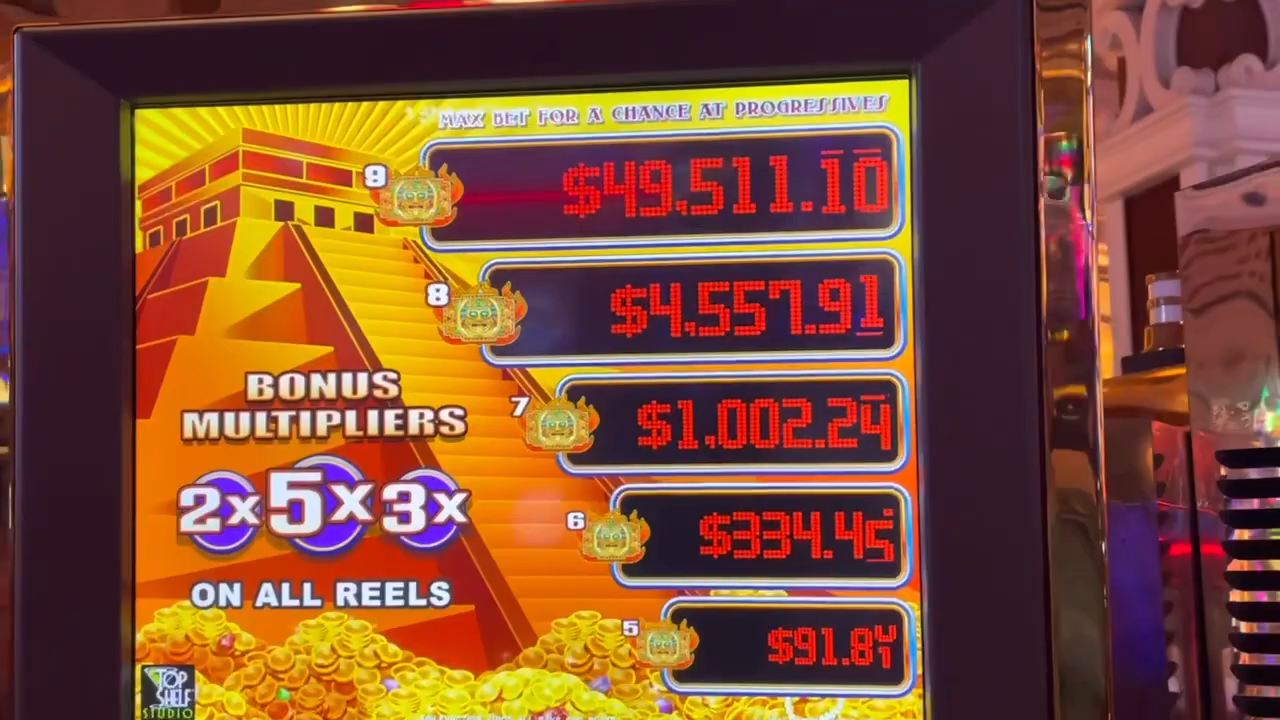 MAX BET FOR A CHANCE AT PROGRESSIVES
9 $49,511.10
8 $4,557.91
7 $1,002.24
6 $334.45
5 $91.84
BONUS
MULTIPLIERS
2x 5x 3x
ON ALL REELS
TOP
SHELF
STUDIO